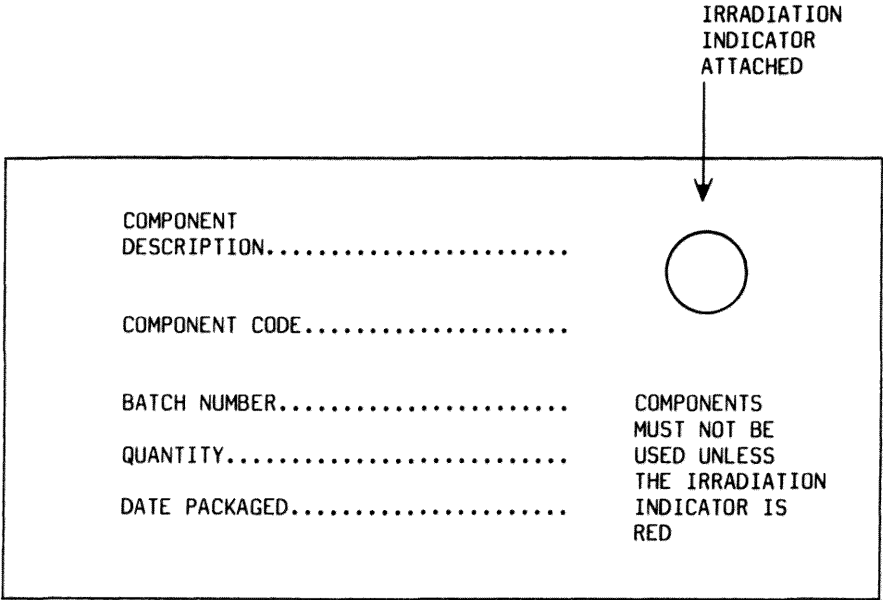 IRRADIATION
INDICATOR
ATTACHED
COMPONENT
DESCRIPTION.......................
COMPONENT CODE....................
BATCH NUMBER......................
QUANTITY..........................
DATE PACKAGED.....................
COMPONENTS
MUST NOT BE
USED UNLESS
THE IRRADIATION
INDICATOR IS
RED